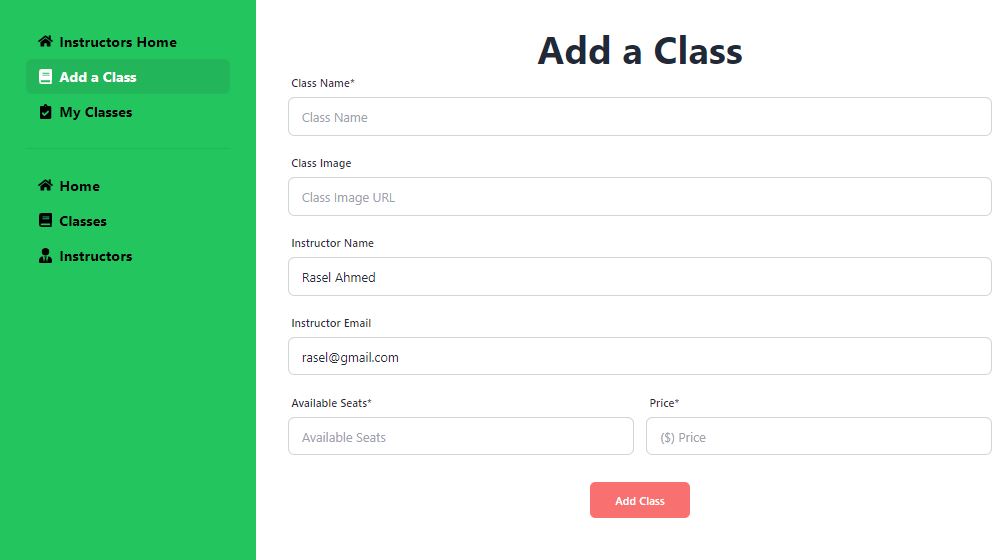 Instructors Home
Add a Class
My Classes
Home
Classes
Instructors
Add a Class
Class Name*
Class Name
Class Image
Class Image URL
Instructor Name
Rasel Ahmed
Instructor Email
rasel@gmail.com
Available Seats* Price*
Available Seats ($) Price
Add Class